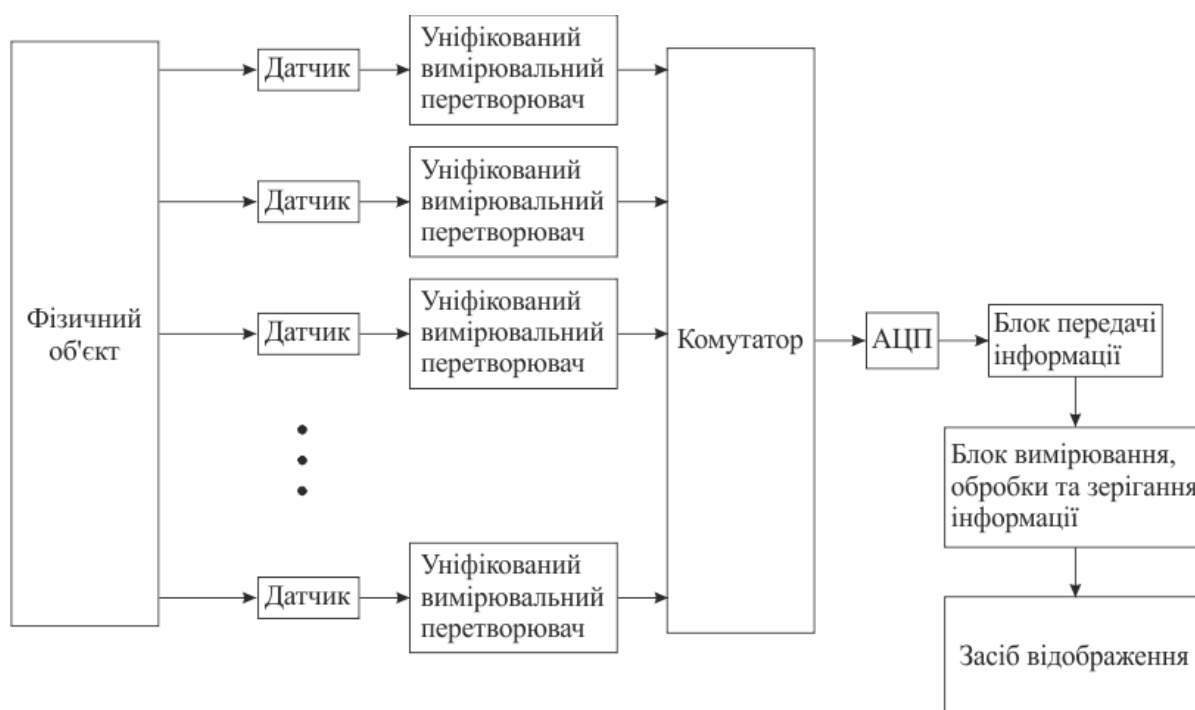 Фізичний
об'єкт
Датчик
Уніфікований
вимірювальний
перетворювач
Датчик
Уніфікований
вимірювальний
перетворювач
Датчик
Уніфікований
вимірювальний
перетворювач
Датчик
Уніфікований
вимірювальний
перетворювач
Комутатор
АЦП
Блок передачі
інформації
Блок вимірювання,
обробки та зерігання
інформації
Засіб відображення